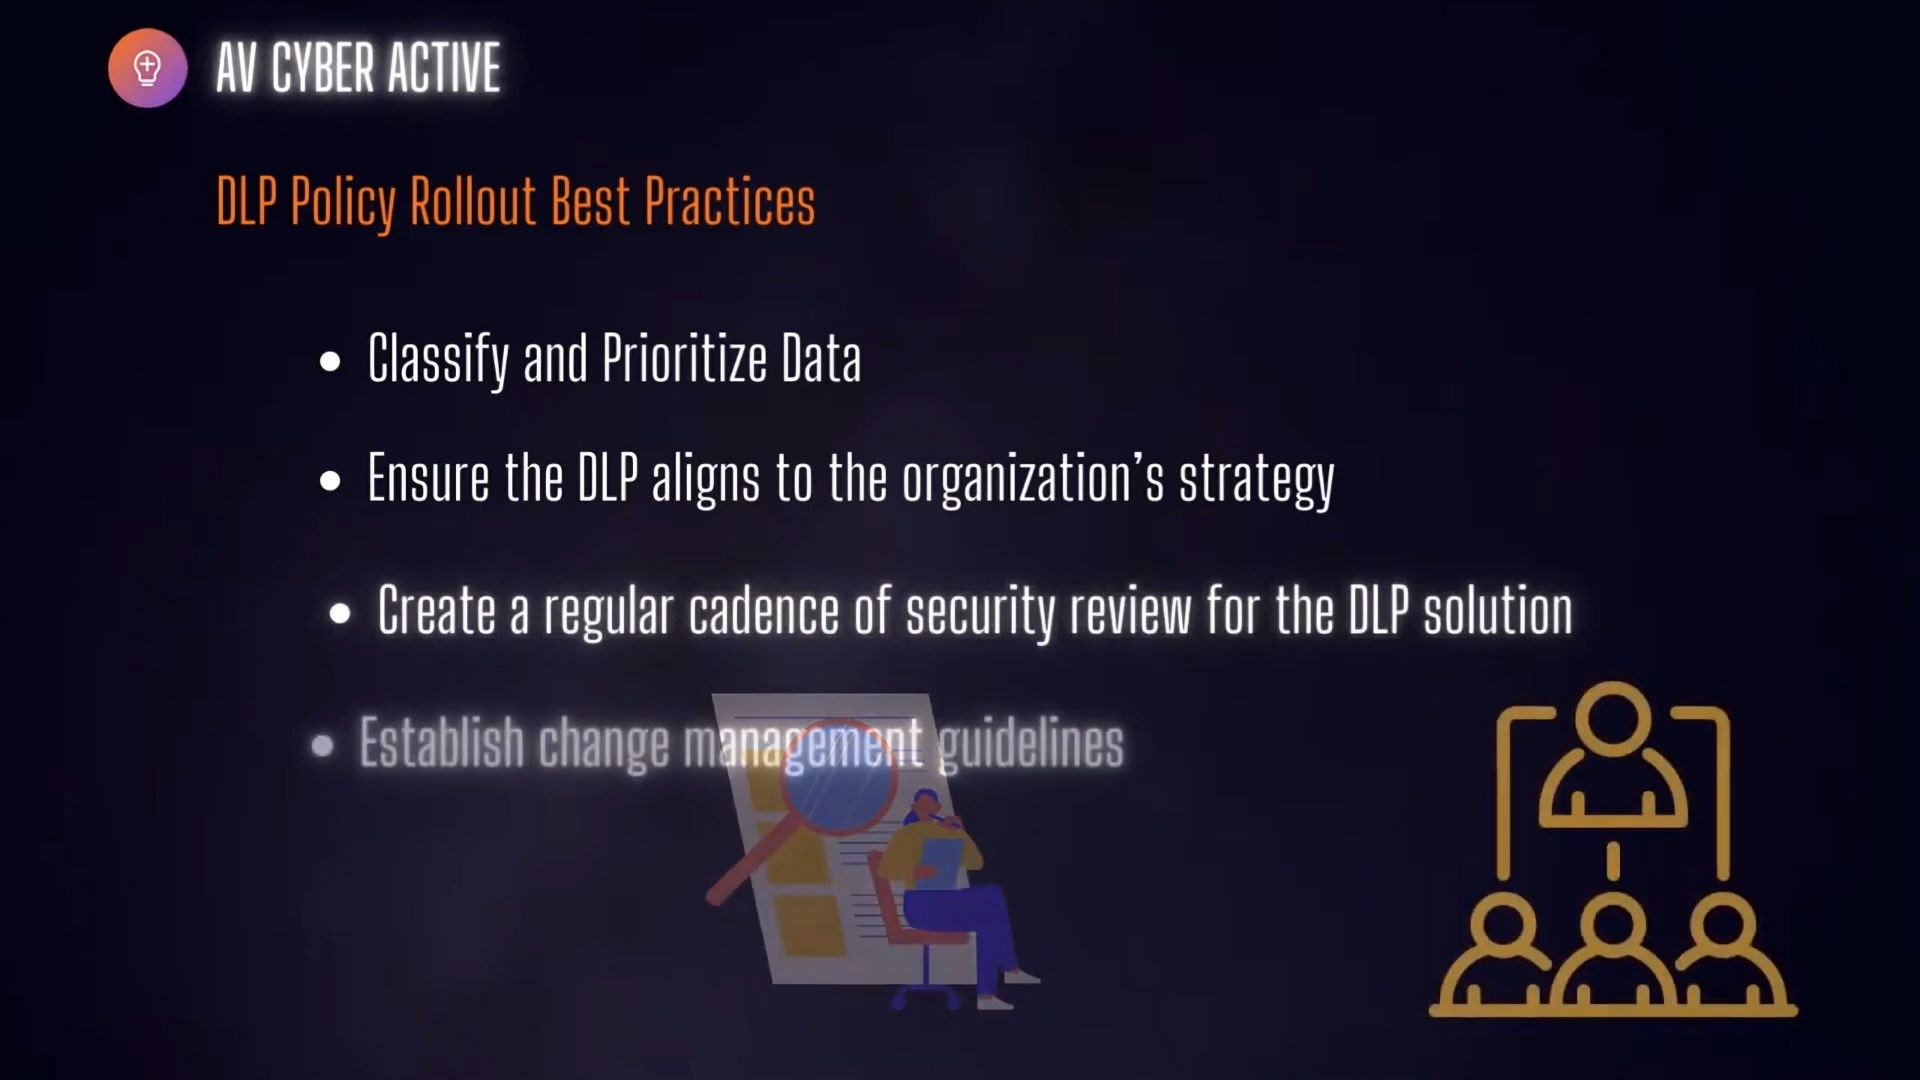 AV CYBER ACTIVE
DLP Policy Rollout Best Practices
• Classify and Prioritize Data
• Ensure the DLP aligns to the organization’s strategy
• Create a regular cadence of security review for the DLP solution
• Establish change management guidelines